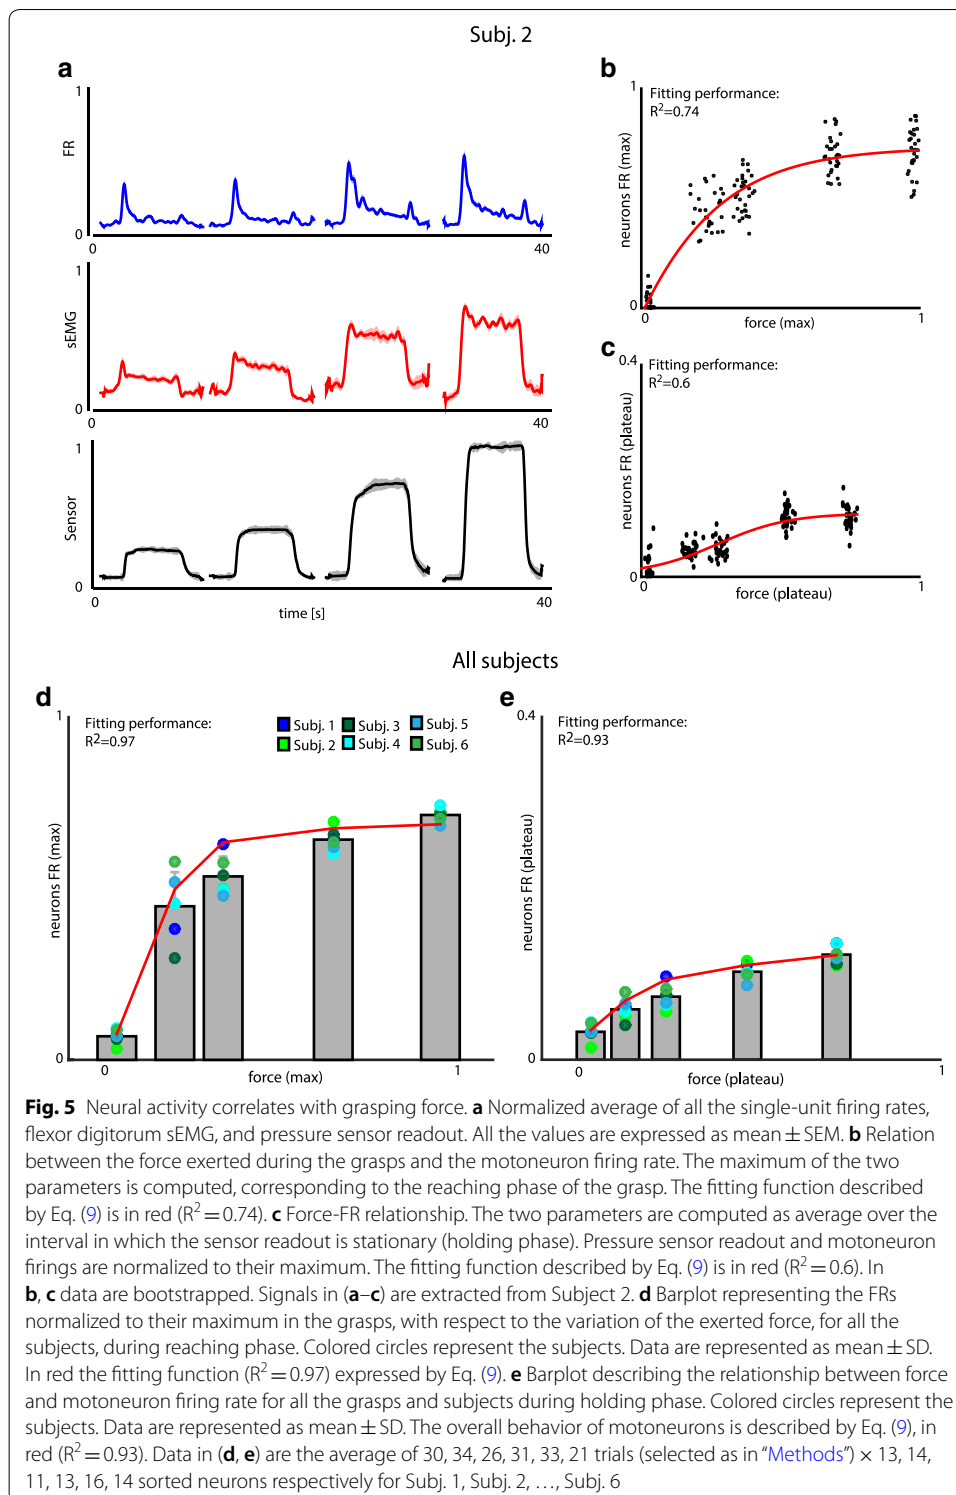 Subj. 2
a
1
FR
0
0
40
1
sEMG
0
0
40
1
Sensor
0
0
time [s]
40
b
1
Fitting performance:
R²=0.74
neurons FR (max)
0
0
force (max)
1
c
0.4
Fitting performance:
R²=0.6
neurons FR (plateau)
0
0
force (plateau)
1
All subjects
d
1
Fitting performance:
R²=0.97
Subj. 1
Subj. 3
Subj. 5
Subj. 2
Subj. 4
Subj. 6
neurons FR (max)
0
0
force (max)
1
e
0.4
Fitting performance:
R²=0.93
neurons FR (plateau)
0
0
force (plateau)
1
Fig. 5 Neural activity correlates with grasping force. a Normalized average of all the single-unit firing rates,
flexor digitorum sEMG, and pressure sensor readout. All the values are expressed as mean ± SEM. b Relation
between the force exerted during the grasps and the motoneuron firing rate. The maximum of the two
parameters is computed, corresponding to the reaching phase of the grasp. The fitting function described
by Eq. (9) is in red (R² = 0.74). c Force-FR relationship. The two parameters are computed as average over the
interval in which the sensor readout is stationary (holding phase). Pressure sensor readout and motoneuron
firings are normalized to their maximum. The fitting function described by Eq. (9) is in red (R² = 0.6). In
b, c data are bootstrapped. Signals in (a–c) are extracted from Subject 2. d Barplot representing the FRs
normalized to their maximum in the grasps, with respect to the variation of the exerted force, for all the
subjects, during reaching phase. Colored circles represent the subjects. Data are represented as mean ± SD.
In red the fitting function (R² = 0.97) expressed by Eq. (9). e Barplot describing the relationship between force
and motoneuron firing rate for all the grasps and subjects during holding phase. Colored circles represent the
subjects. Data are represented as mean ± SD. The overall behavior of motoneurons is described by Eq. (9), in
red (R² = 0.93). Data in (d, e) are the average of 30, 34, 26, 31, 33, 21 trials (selected as in "Methods") × 13, 14,
11, 13, 16, 14 sorted neurons respectively for Subj. 1, Subj. 2, …, Subj. 6